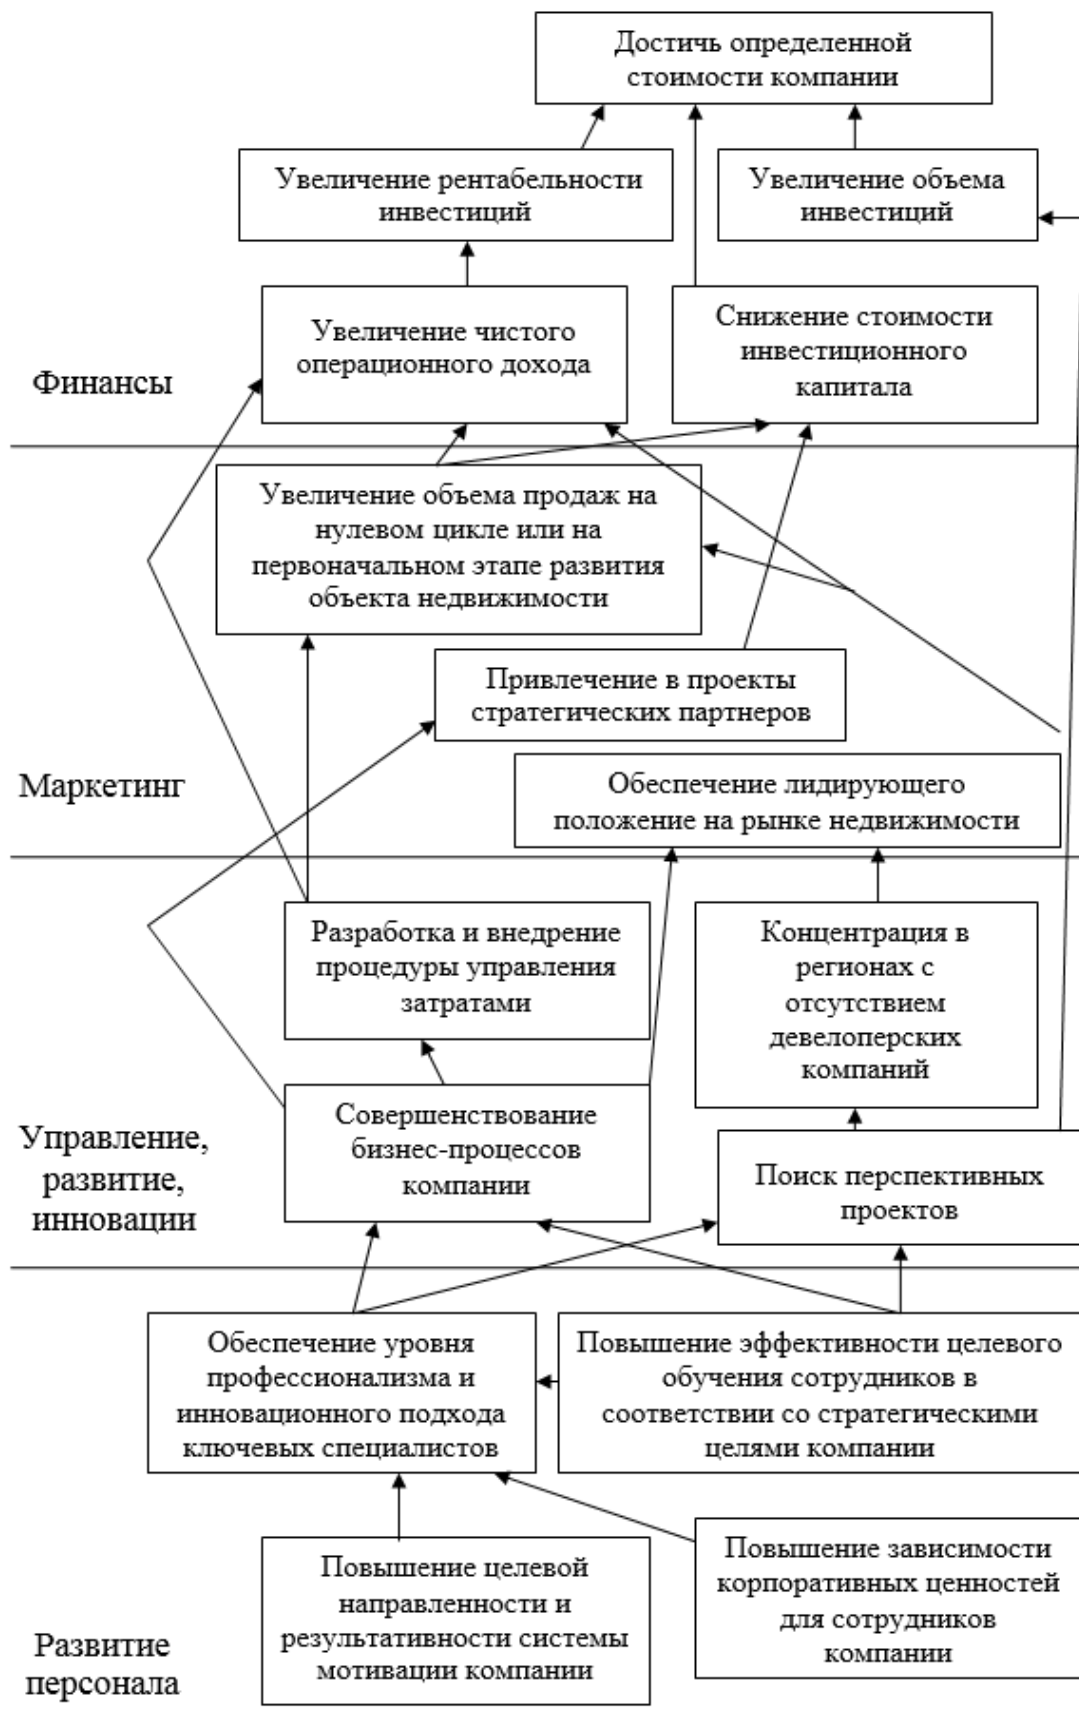 Достичь определенной
стоимости компании
Увеличение рентабельности
инвестиций
Увеличение объема
инвестиций
Увеличение чистого
операционного дохода
Снижение стоимости
инвестиционного
капитала
Финансы
Увеличение объема продаж на
нулевом цикле или на
первоначальном этапе развития
объекта недвижимости
Привлечение в проекты
стратегических партнеров
Маркетинг
Обеспечение лидирующего
положение на рынке недвижимости
Разработка и внедрение
процедуры управления
затратами
Концентрация в
регионах с
отсутствием
девелоперских
компаний
Совершенствование
бизнес-процессов
компании
Управление,
развитие,
инновации
Поиск перспективных
проектов
Обеспечение уровня
профессионализма и
инновационного подхода
ключевых специалистов
Повышение эффективности целевого
обучения сотрудников в
соответствии со стратегическими
целями компании
Повышение целевой
направленности и
результативности системы
мотивации компании
Повышение зависимости
корпоративных ценностей
для сотрудников
компании
Развитие
персонала